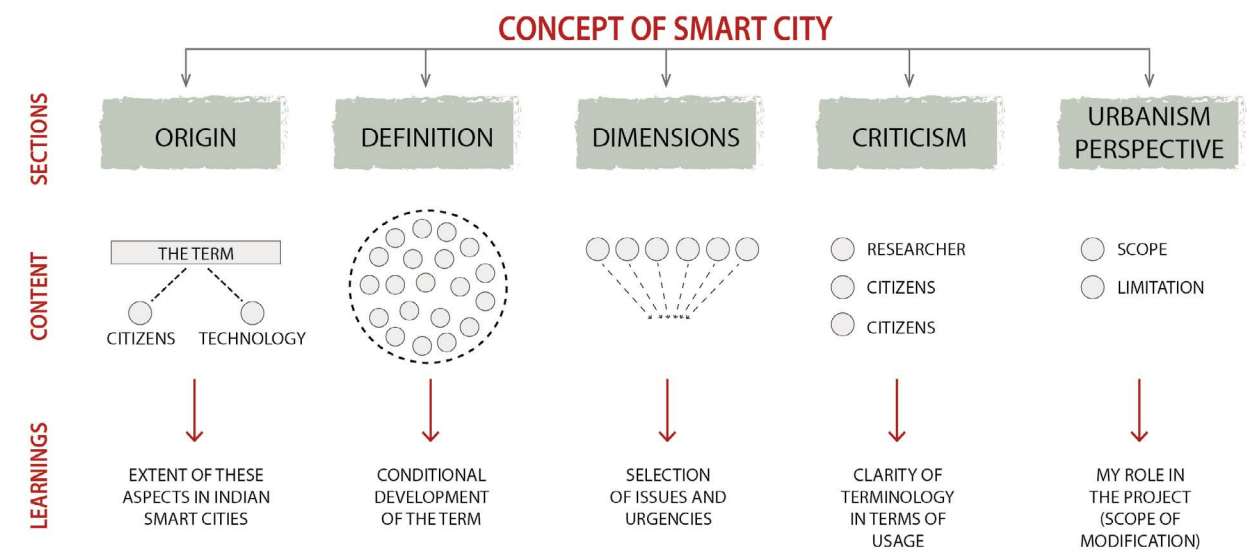 CONCEPT OF SMART CITY
SECTIONS
ORIGIN
DEFINITION
DIMENSIONS
CRITICISM
URBANISM
PERSPECTIVE
CONTENT
THE TERM
CITIZENS
TECHNOLOGY
RESEARCHER
CITIZENS
CITIZENS
SCOPE
LIMITATION
LEARNINGS
EXTENT OF THESE
ASPECTS IN INDIAN
SMART CITIES
CONDITIONAL
DEVELOPMENT
OF THE TERM
SELECTION
OF ISSUES AND
URGENCIES
CLARITY OF
TERMINOLOGY
IN TERMS OF
USAGE
MY ROLE IN
THE PROJECT
(SCOPE OF
MODIFICATION)